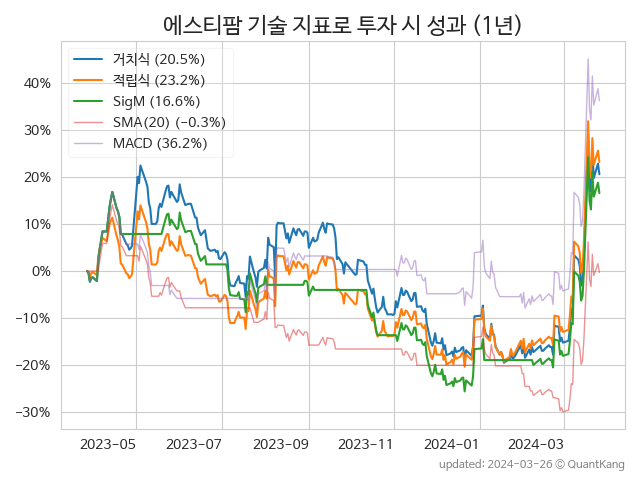 에스티팜 기술 지표로 투자 시 성과 (1년)
거치식 (20.5%)
적립식 (23.2%)
SigM (16.6%)
SMA(20) (−0.3%)
MACD (36.2%)
40%
30%
20%
10%
0%
−10%
−20%
−30%
2023-05
2023-07
2023-09
2023-11
2024-01
2024-03
updated: 2024-03-26 © QuantKang